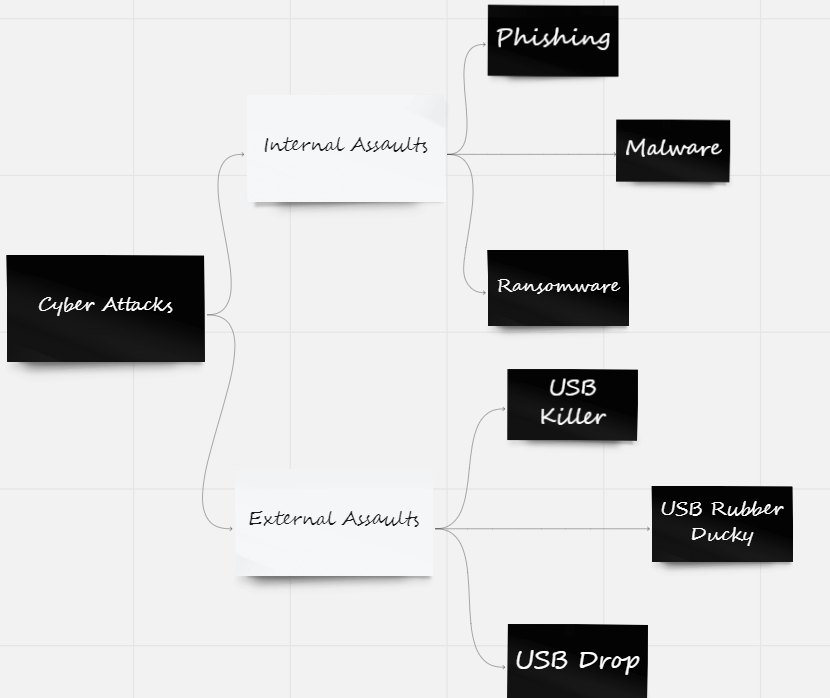 Phishing
Internal Assaults
Malware
Ransomware
Cyber Attacks
USB
Killer
External Assaults
USB Rubber
Ducky
USB Drop